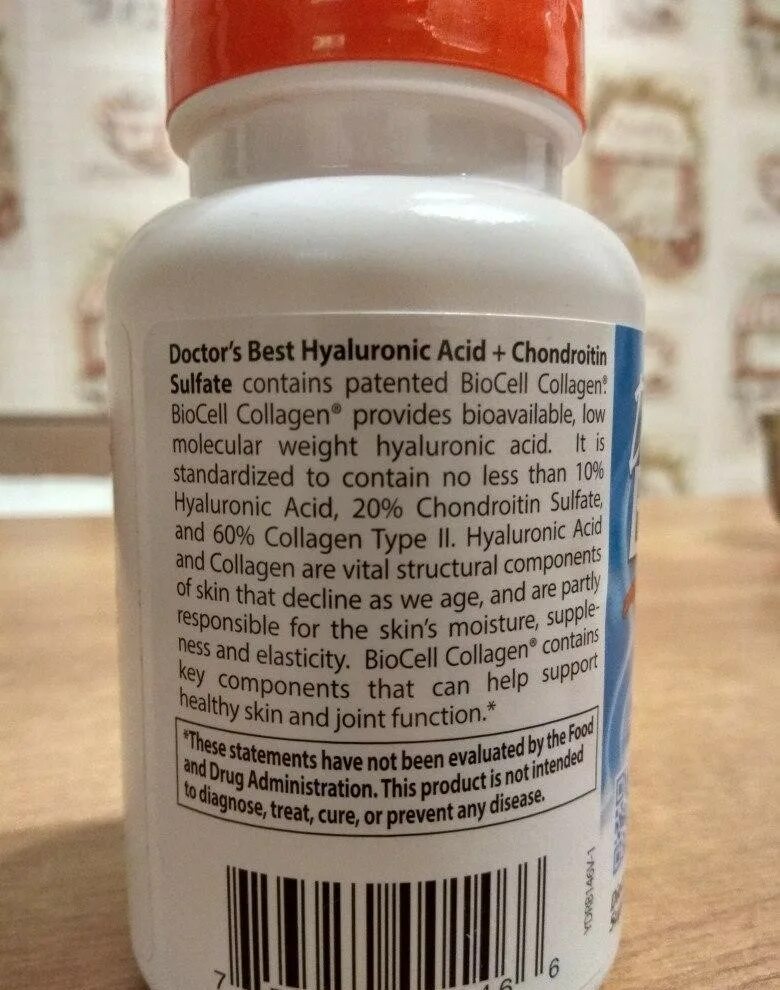 Doctor's Best Hyaluronic Acid + Chondroitin
Sulfate contains patented BioCell Collagen®.
BioCell Collagen® provides bioavailable, low
molecular weight hyaluronic acid. It is
standardized to contain no less than 10%
Hyaluronic Acid, 20% Chondroitin Sulfate,
and 60% Collagen Type II. Hyaluronic Acid
and Collagen are vital structural components
of skin that decline as we age, and are partly
responsible for the skin's moisture, supple-
ness and elasticity. BioCell Collagen® contains
key components that can help support
healthy skin and joint function.*
*These statements have not been evaluated by the Food
and Drug Administration. This product is not intended
to diagnose, treat, cure, or prevent any disease.
7
6